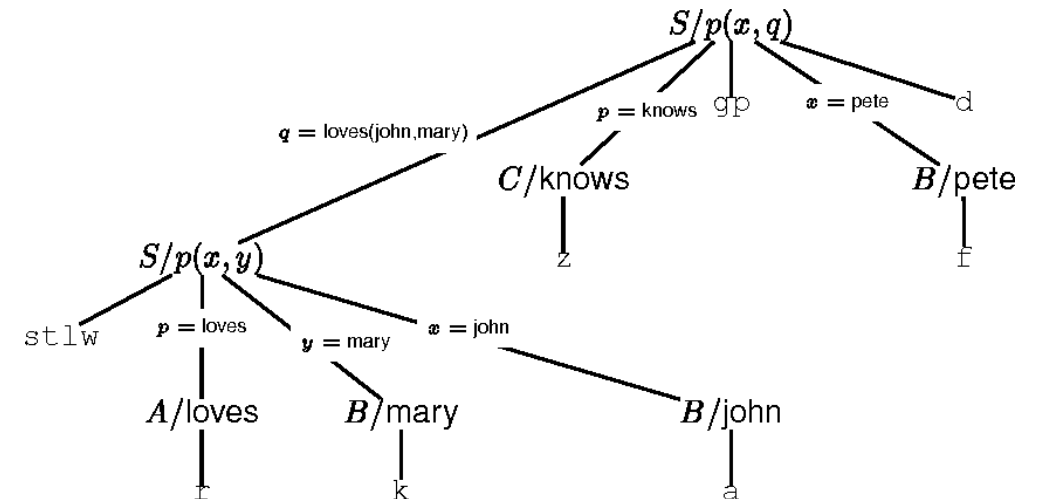 S/p(x, q)
p = knows gp x = pete d
q = loves(john,mary)
C/knows B/pete
S/p(x, y) z f
stlw p = loves y = mary x = john
A/loves B/mary B/john
r k a